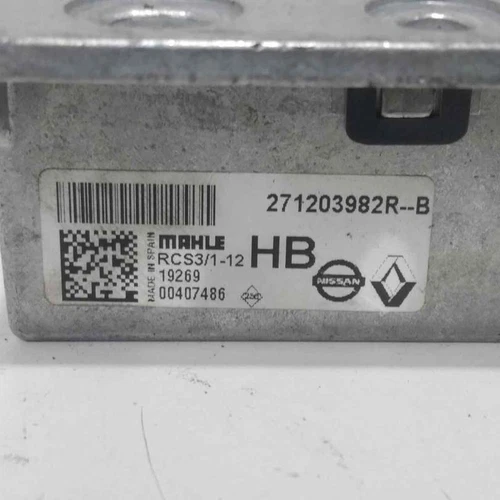 271203982R--B
MADE IN SPAIN
MAHLE
RCS3/1-12
HB
19269
00407486
NISSAN